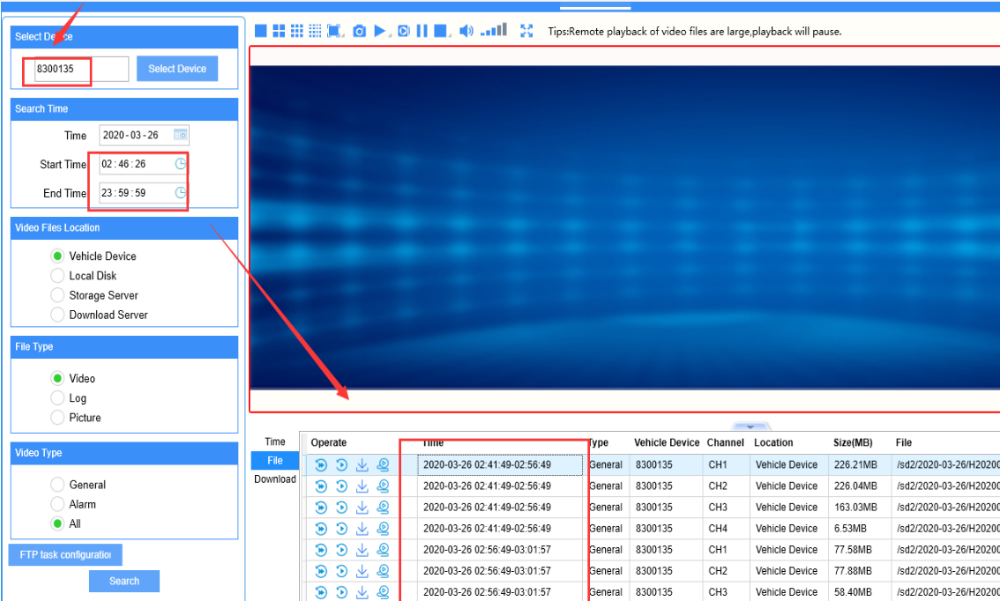 Tips:Remote playback of video files are large,playback will pause.
Select Device
8300135 Select Device
Search Time
Time 2020-03-26
Start Time 02:46:26
End Time 23:59:59
Video Files Location
Vehicle Device
Local Disk
Storage Server
Download Server
File Type
Video
Log
Picture
Video Type
General
Alarm
All
FTP task configuration
Search
Time
File
Download
Operate Time Type Vehicle Device Channel Location Size(MB) File
2020-03-26 02:41:49-02:56:49 General 8300135 CH1 Vehicle Device 226.21MB /sd2/2020-03-26/H20200
2020-03-26 02:41:49-02:56:49 General 8300135 CH2 Vehicle Device 226.04MB /sd2/2020-03-26/H20200
2020-03-26 02:41:49-02:56:49 General 8300135 CH3 Vehicle Device 163.03MB /sd2/2020-03-26/H20200
2020-03-26 02:41:49-02:56:49 General 8300135 CH4 Vehicle Device 6.53MB /sd2/2020-03-26/H20200
2020-03-26 02:56:49-03:01:57 General 8300135 CH1 Vehicle Device 77.58MB /sd2/2020-03-26/H20200
2020-03-26 02:56:49-03:01:57 General 8300135 CH2 Vehicle Device 77.88MB /sd2/2020-03-26/H20200
2020-03-26 02:56:49-03:01:57 General 8300135 CH3 Vehicle Device 58.40MB /sd2/2020-03-26/H20200